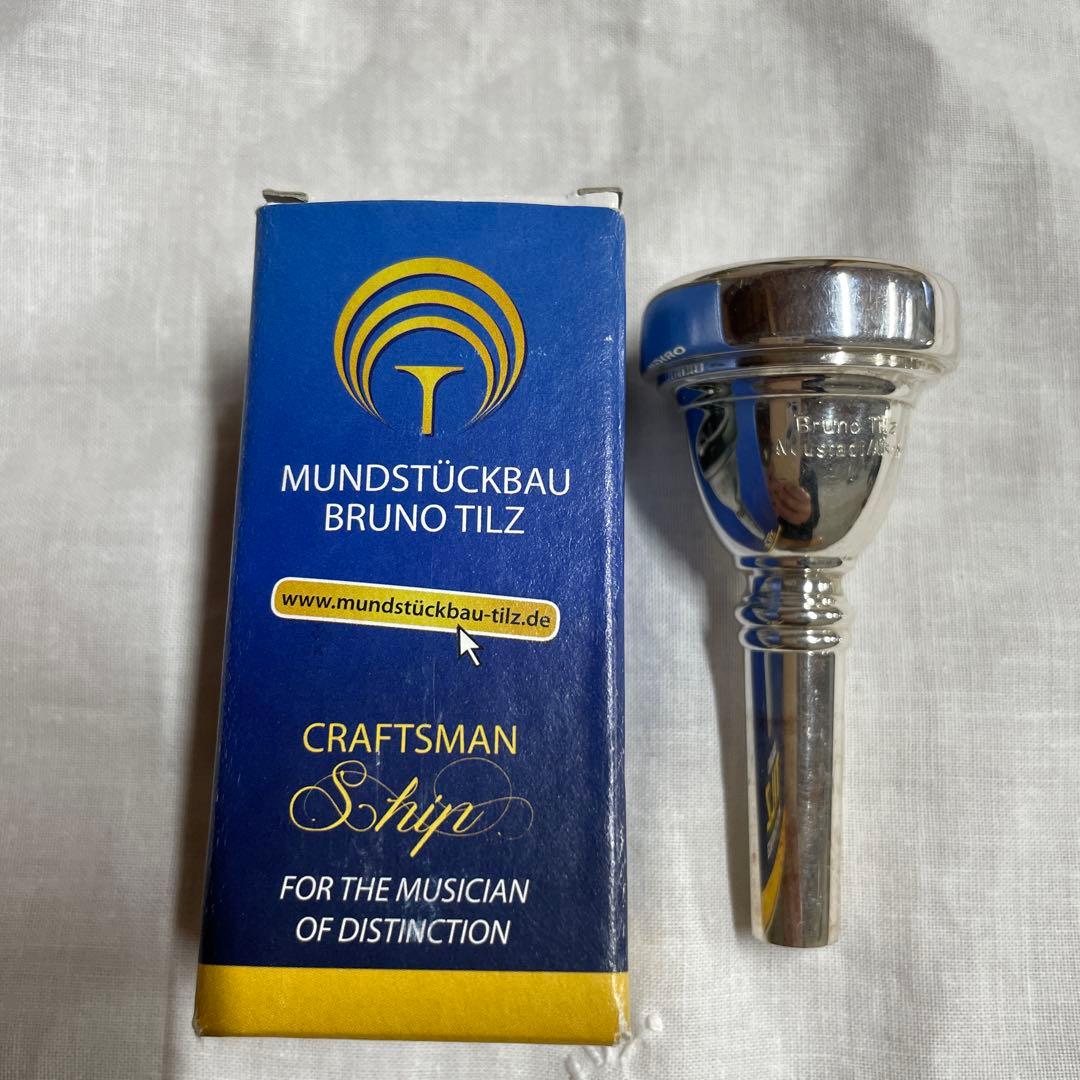 MUNDSTÜCKBAU
BRUNO TILZ
www.mundstückbau-tilz.de
CRAFTSMAN
Ship
FOR THE MUSICIAN
OF DISTINCTION
Bruno Tilz